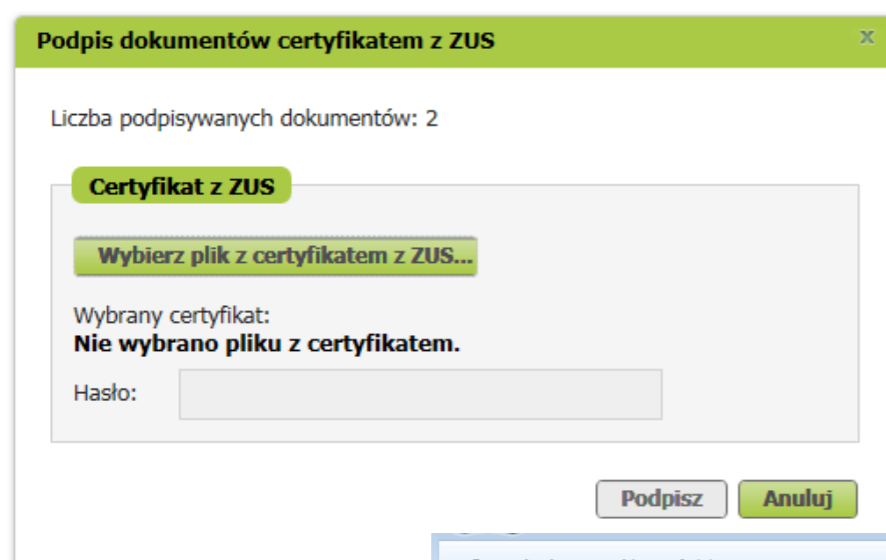 Podpis dokumentów certyfikatem z ZUS x
Liczba podpisywanych dokumentów: 2
Certyfikat z ZUS
Wybierz plik z certyfikatem z ZUS...
Wybrany certyfikat:
Nie wybrano pliku z certyfikatem.
Hasło:
Podpisz Anuluj